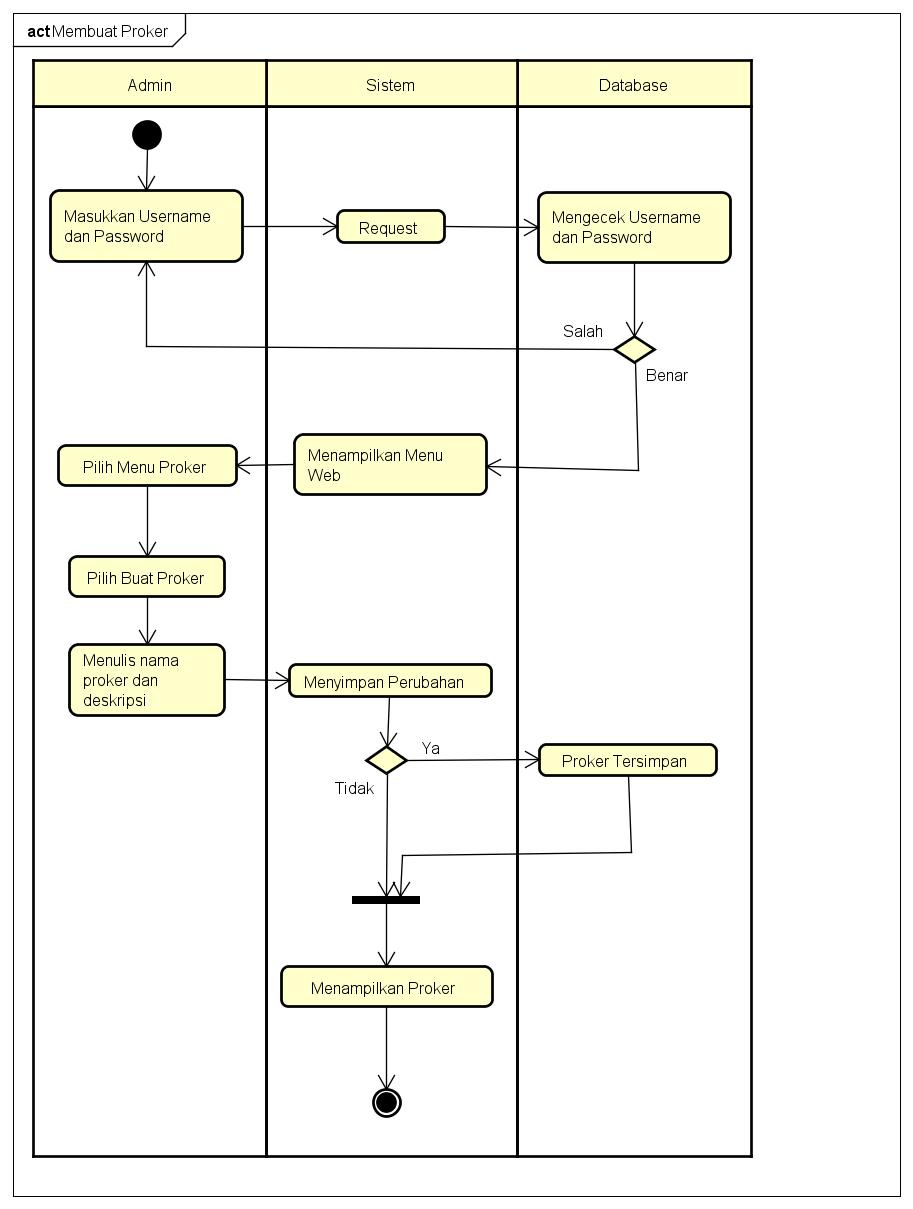 act Membuat Proker
Admin
Sistem
Database
Masukkan Username
dan Password
Request
Mengecek Username
dan Password
Salah
Benar
Pilih Menu Proker
Menampilkan Menu
Web
Pilih Buat Proker
Menulis nama
proker dan
deskripsi
Menyimpan Perubahan
Ya
Proker Tersimpan
Tidak
Menampilkan Proker